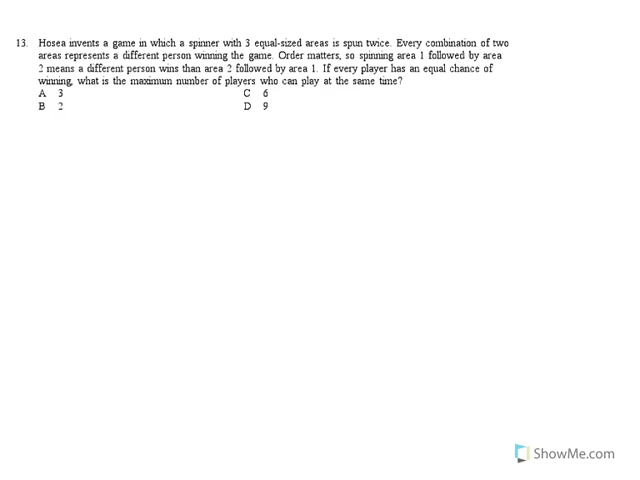 13. Hosea invents a game in which a spinner with 3 equal-sized areas is spun twice. Every combination of two
areas represents a different person winning the game. Order matters, so spinning area 1 followed by area
2 means a different person wins than area 2 followed by area 1. If every player has an equal chance of
winning, what is the maximum number of players who can play at the same time?
A 3 C 6
B 2 D 9
ShowMe.com